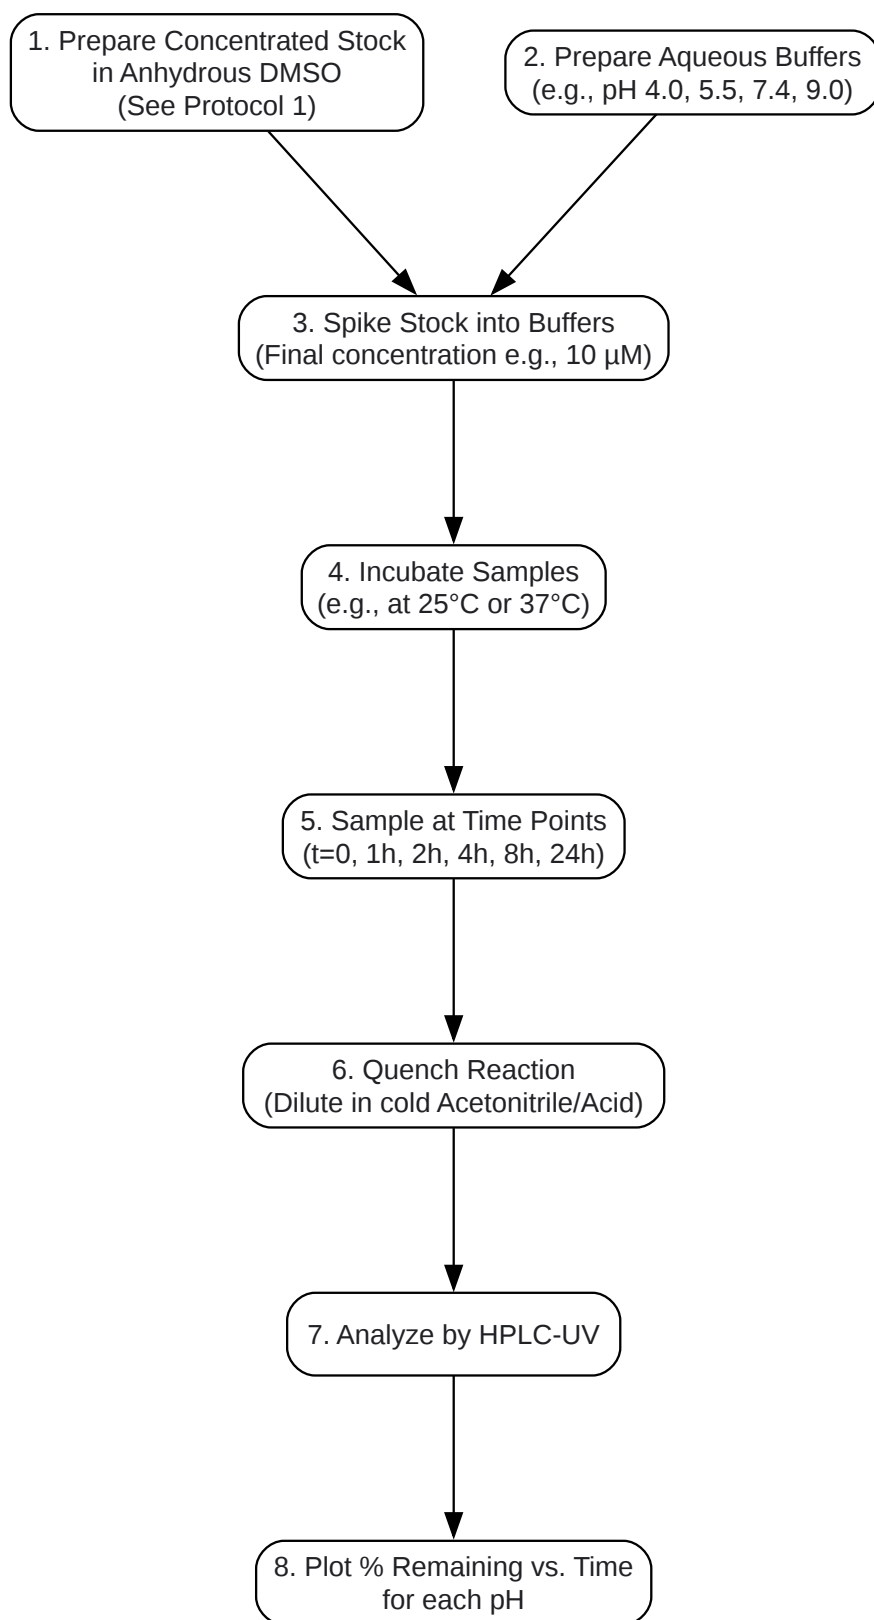 1. Prepare Concentrated Stock
in Anhydrous DMSO
(See Protocol 1)
2. Prepare Aqueous Buffers
(e.g., pH 4.0, 5.5, 7.4, 9.0)
3. Spike Stock into Buffers
(Final concentration e.g., 10 µM)
4. Incubate Samples
(e.g., at 25°C or 37°C)
5. Sample at Time Points
(t=0, 1h, 2h, 4h, 8h, 24h)
6. Quench Reaction
(Dilute in cold Acetonitrile/Acid)
7. Analyze by HPLC-UV
8. Plot % Remaining vs. Time
for each pH